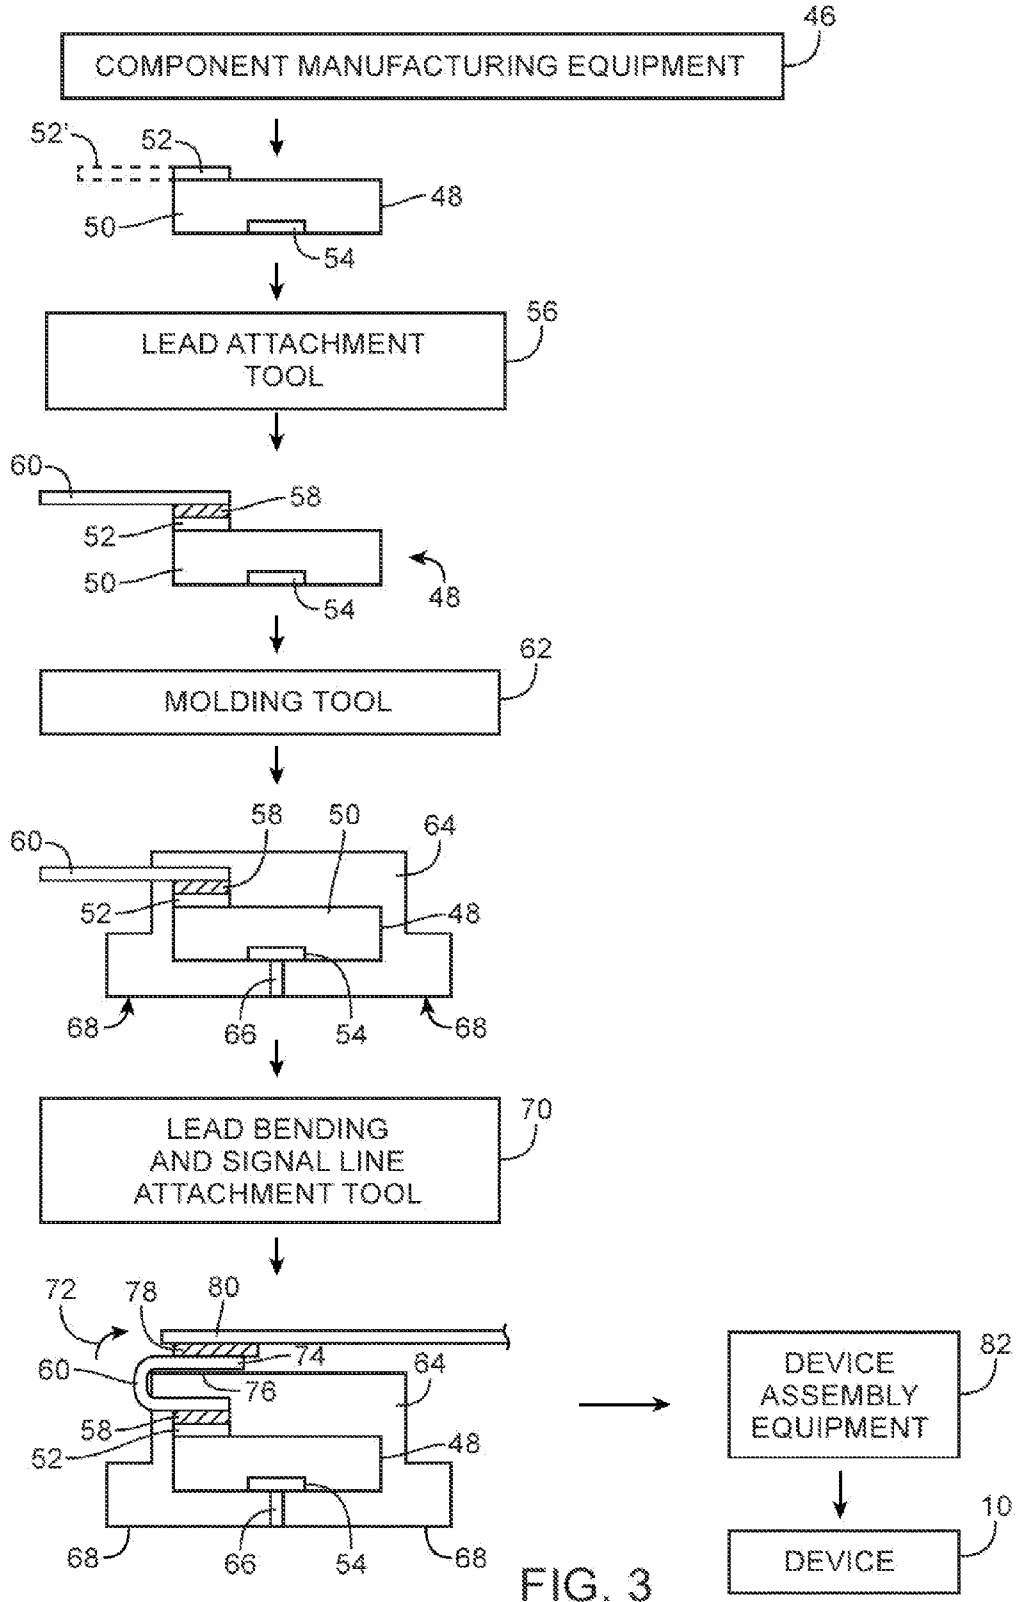 46
COMPONENT MANUFACTURING EQUIPMENT
52' 52
48
50
54
56
LEAD ATTACHMENT
TOOL
60
58
52
50
48
54
62
MOLDING TOOL
58 50
64
60
52
48
68 66 54 68
70
LEAD BENDING
AND SIGNAL LINE
ATTACHMENT TOOL
72 78 80
74
60
76
64
58
52
48
68 66 54 68
82
DEVICE
ASSEMBLY
EQUIPMENT
10
DEVICE
FIG. 3